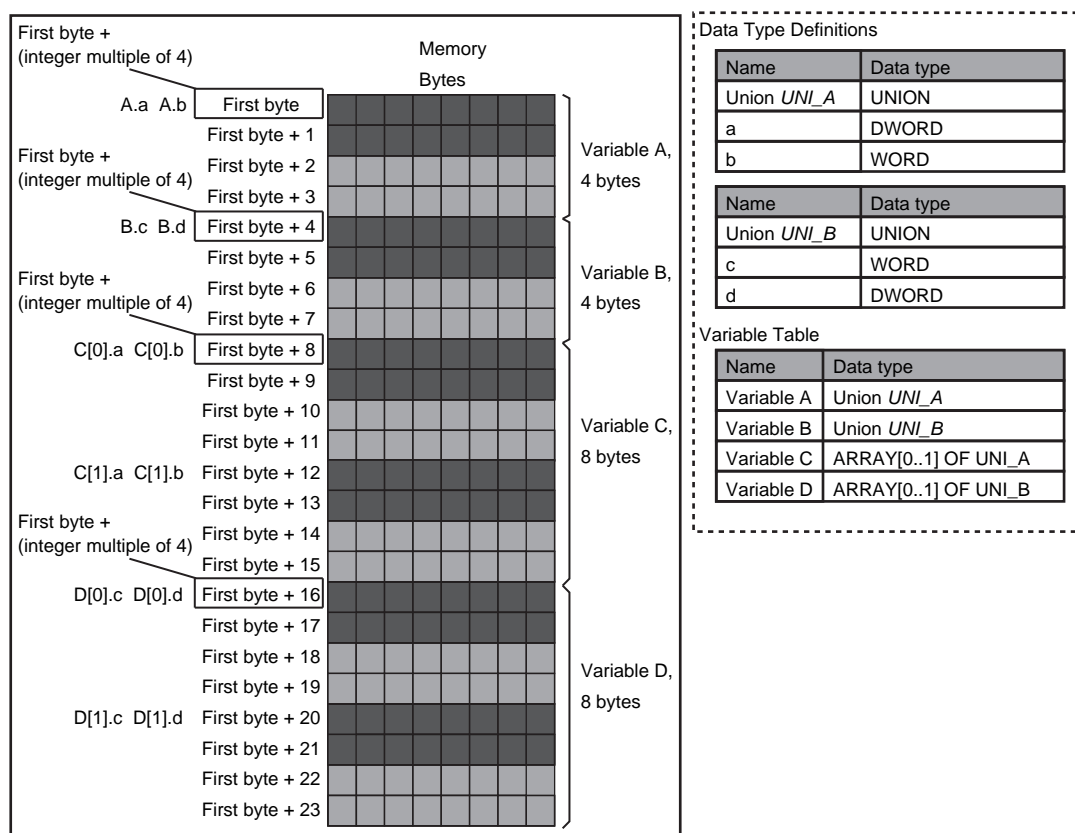 First byte +
(integer multiple of 4)
Memory
Bytes
A.a A.b
First byte
First byte + 1
First byte + 2
First byte + 3
Variable A,
4 bytes
First byte +
(integer multiple of 4)
B.c B.d
First byte + 4
First byte + 5
First byte + 6
First byte + 7
Variable B,
4 bytes
First byte +
(integer multiple of 4)
C[0].a C[0].b
First byte + 8
First byte + 9
First byte + 10
First byte + 11
C[1].a C[1].b
First byte + 12
First byte + 13
First byte + 14
First byte + 15
Variable C,
8 bytes
First byte +
(integer multiple of 4)
D[0].c D[0].d
First byte + 16
First byte + 17
First byte + 18
First byte + 19
D[1].c D[1].d
First byte + 20
First byte + 21
First byte + 22
First byte + 23
Variable D,
8 bytes
Data Type Definitions
Name Data type
Union UNI_A UNION
a DWORD
b WORD
Name Data type
Union UNI_B UNION
c WORD
d DWORD
Variable Table
Name Data type
Variable A Union UNI_A
Variable B Union UNI_B
Variable C ARRAY[0..1] OF UNI_A
Variable D ARRAY[0..1] OF UNI_B